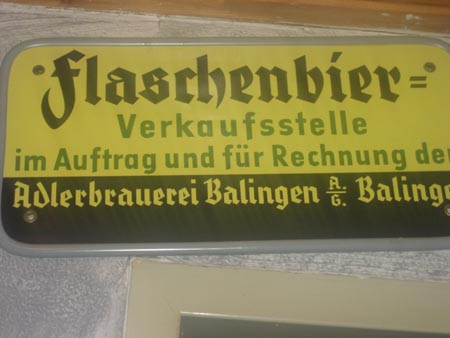 Flaschenbier=
Verkaufsstelle
im Auftrag und für Rechnung der
Adlerbrauerei Balingen A./G. Balinge